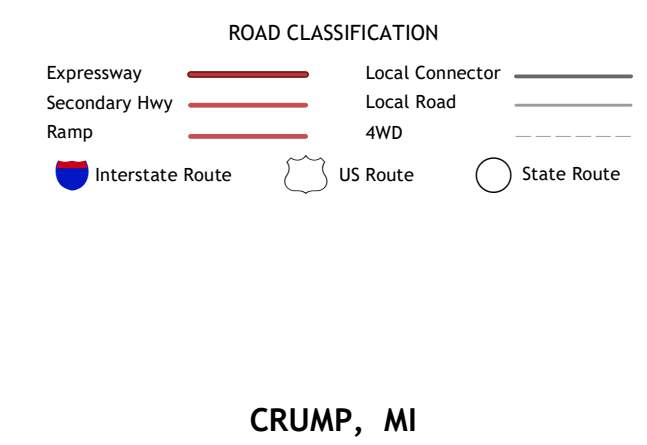 ROAD CLASSIFICATION
Expressway
Secondary Hwy
Ramp
Local Connector
Local Road
4WD
Interstate Route
US Route
State Route
CRUMP, MI